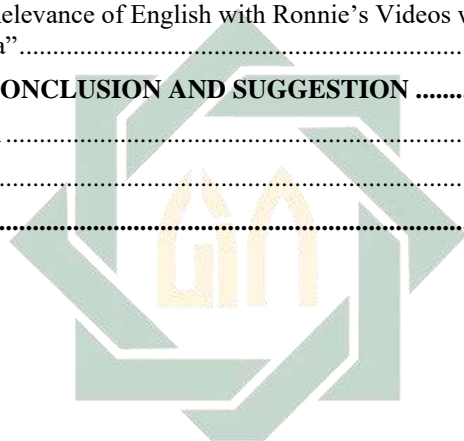 elevance of English with Ronnie’s Videos
a”........................................................................
ONCLUSION AND SUGGESTION ........
........................................................................
........................................................................
........................................................................